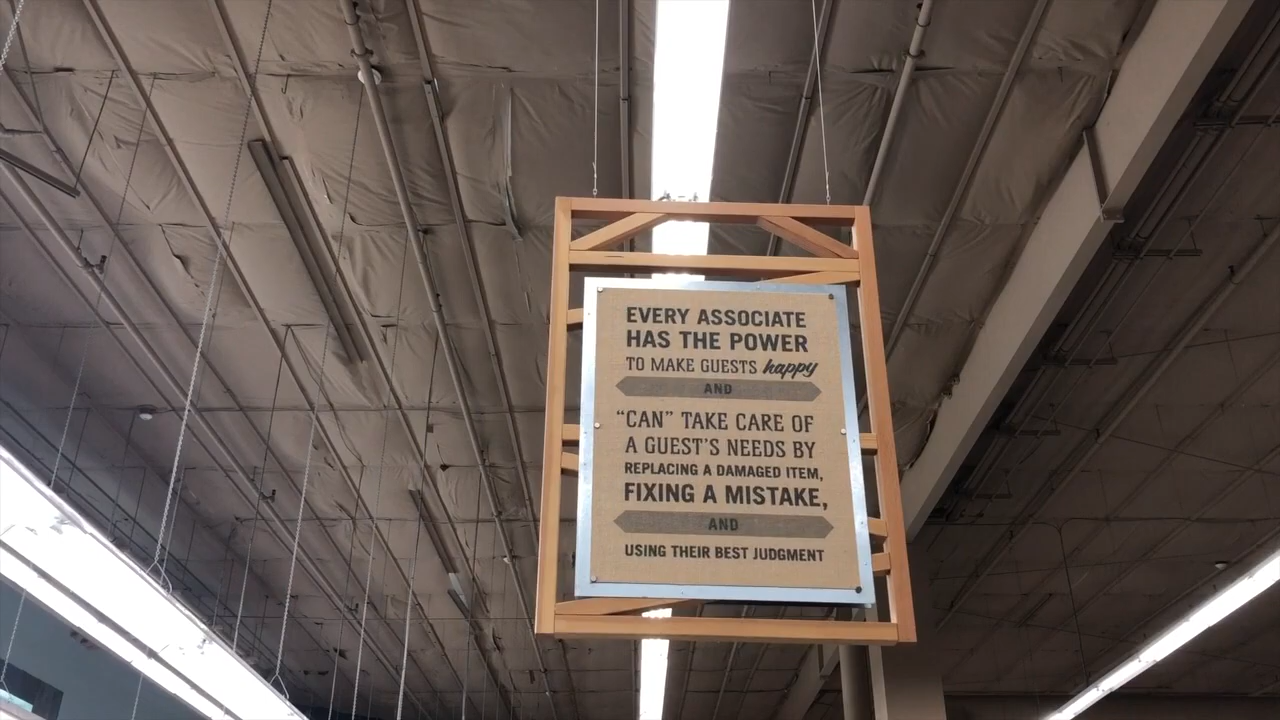 EVERY ASSOCIATE
HAS THE POWER
TO MAKE GUESTS happy
AND
“CAN” TAKE CARE OF
A GUEST’S NEEDS BY
REPLACING A DAMAGED ITEM,
FIXING A MISTAKE,
AND
USING THEIR BEST JUDGMENT